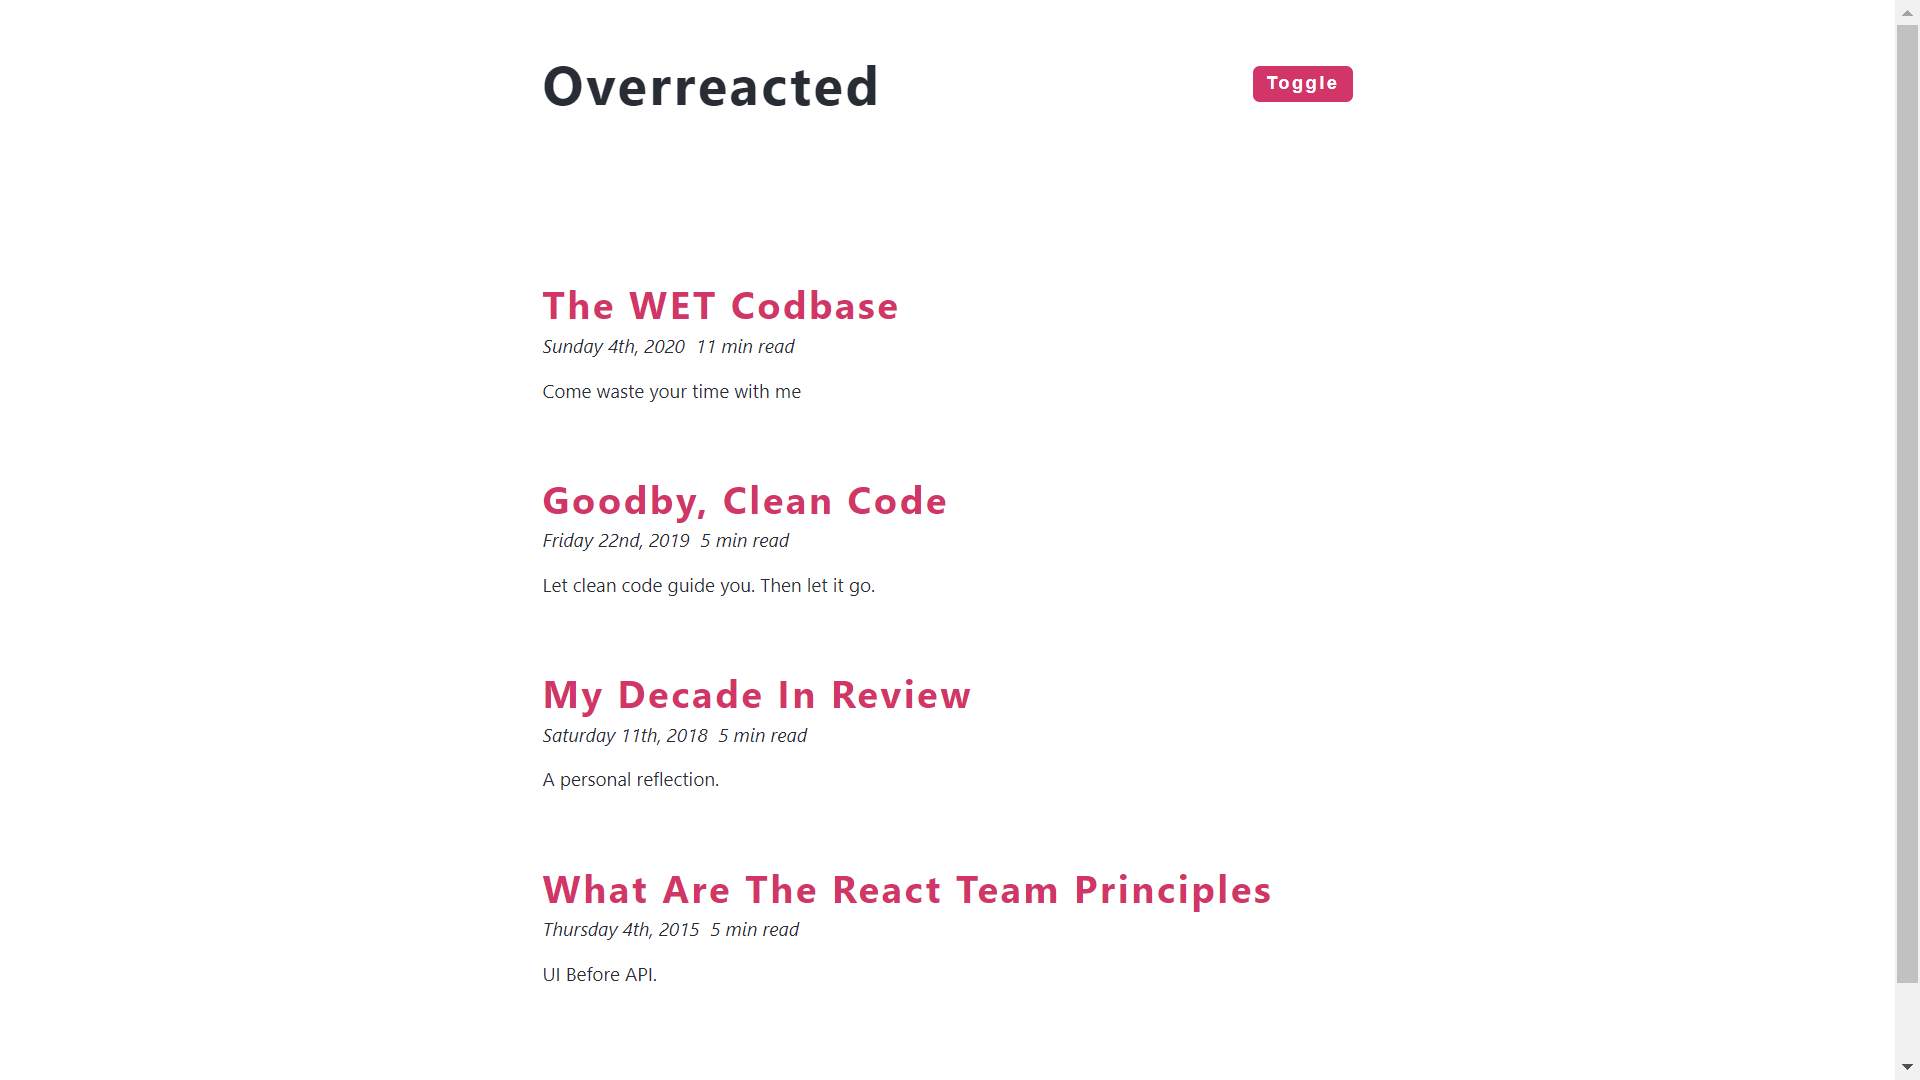 Overreacted
Toggle
The WET Codbase
Sunday 4th, 2020 11 min read
Come waste your time with me
Goodby, Clean Code
Friday 22nd, 2019 5 min read
Let clean code guide you. Then let it go.
My Decade In Review
Saturday 11th, 2018 5 min read
A personal reflection.
What Are The React Team Principles
Thursday 4th, 2015 5 min read
UI Before API.